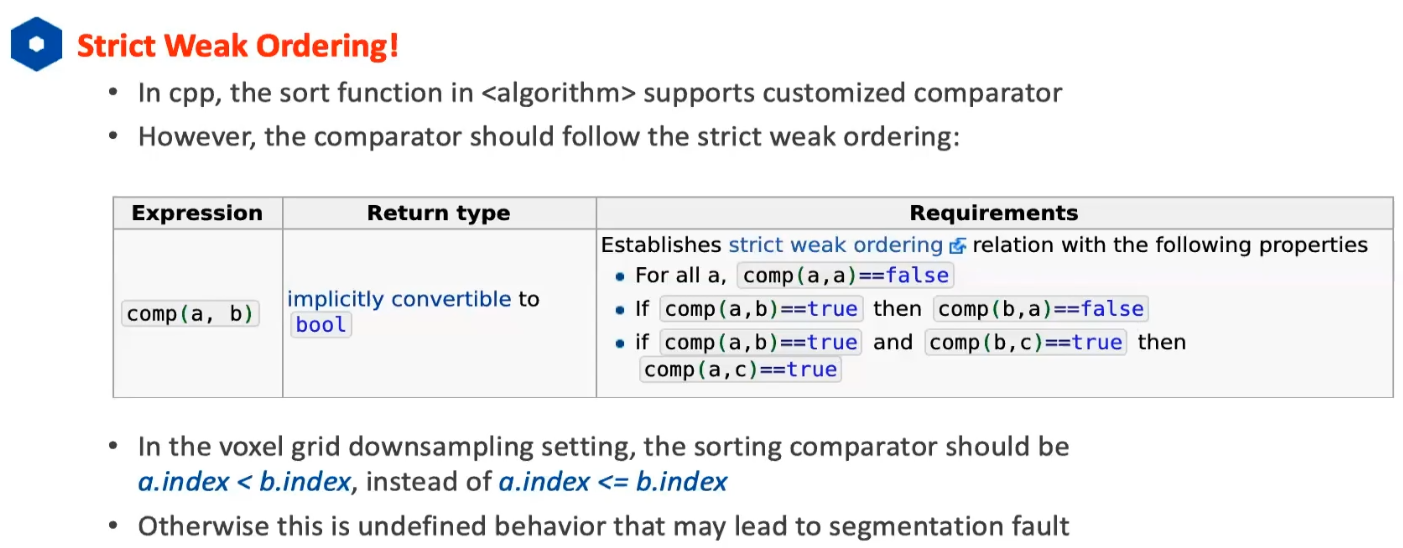 Strict Weak Ordering!
• In cpp, the sort function in <algorithm> supports customized comparator
• However, the comparator should follow the strict weak ordering:
Expression Return type Requirements
comp(a, b)
implicitly convertible to
bool
Establishes strict weak ordering relation with the following properties
• For all a, comp(a,a)==false
• If comp(a,b)==true then comp(b,a)==false
• if comp(a,b)==true and comp(b,c)==true then
comp(a,c)==true
• In the voxel grid downsampling setting, the sorting comparator should be
a.index < b.index, instead of a.index <= b.index
• Otherwise this is undefined behavior that may lead to segmentation fault